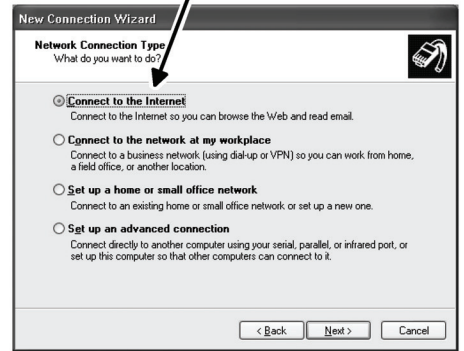 New Connection Wizard
Network Connection Type
What do you want to do?
Connect to the Internet
Connect to the Internet so you can browse the Web and read email.
Connect to the network at my workplace
Connect to a business network (using dial-up or VPN) so you can work from home,
a field office, or another location.
Set up a home or small office network
Connect to an existing home or small office network or set up a new one.
Set up an advanced connection
Connect directly to another computer using your serial, parallel, or infrared port, or
set up this computer so that other computers can connect to it.
< Back Next > Cancel